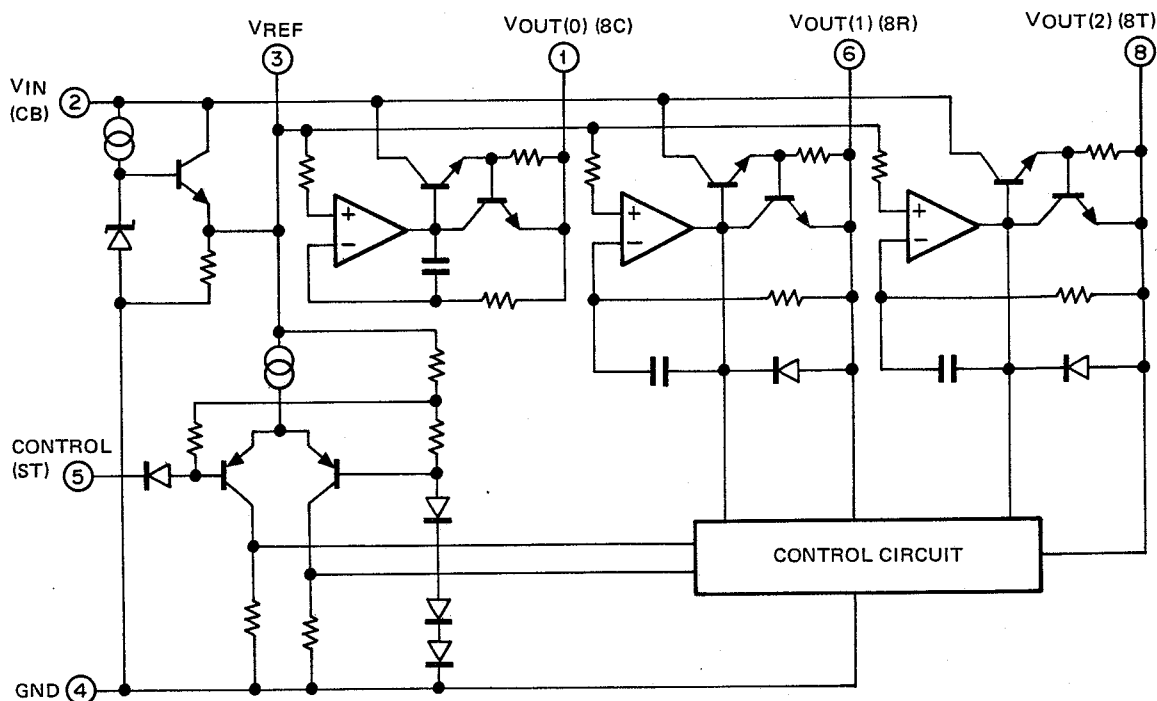 VREF
3
VOUT(0) (8C)
1
VOUT(1) (8R)
6
VOUT(2) (8T)
8
VIN
(CB)
2
+
−
+
−
+
−
CONTROL
(ST)
5
CONTROL CIRCUIT
GND
4